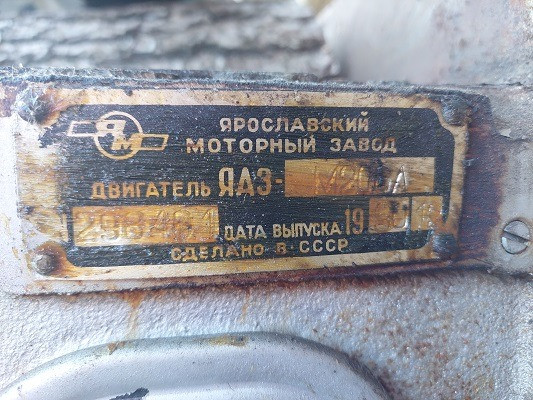 ЯМ
ЯРОСЛАВСКИЙ
МОТОРНЫЙ ЗАВОД
ДВИГАТЕЛЬ ЯАЗ-
ДАТА ВЫПУСКА 19
СДЕЛАНО В СССР